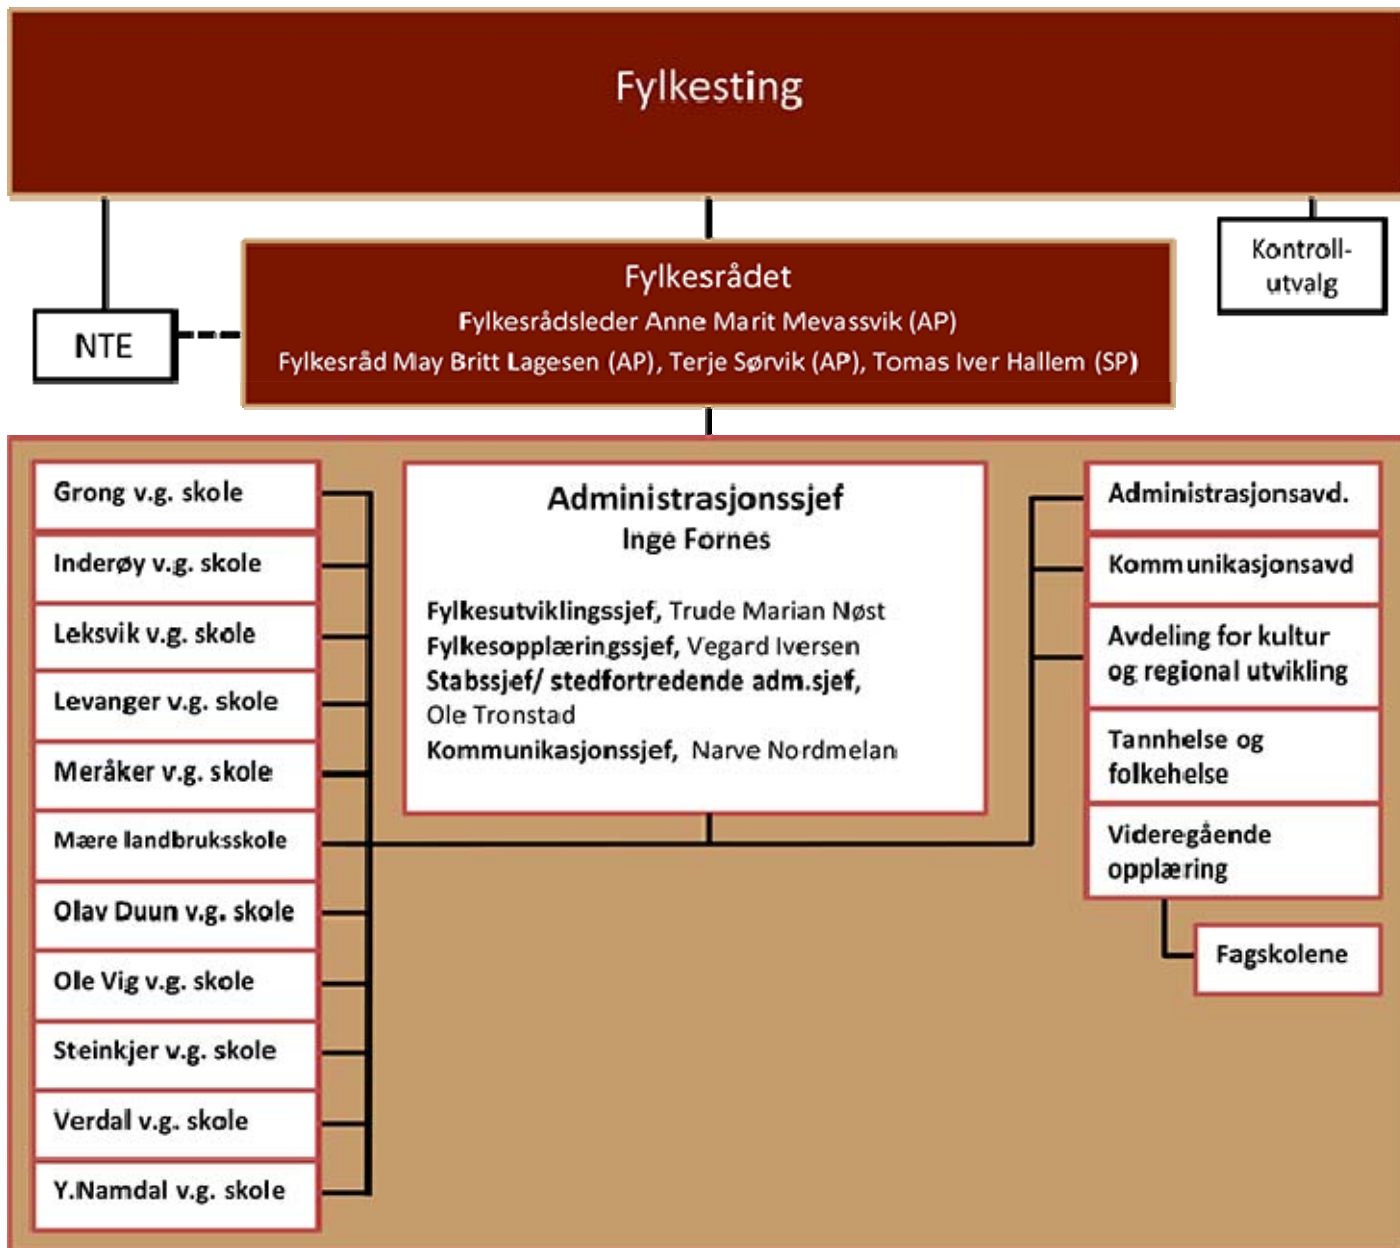 Fylkesting
Kontroll-
utvalg
NTE
Fylkesrådet
Fylkesrådsleder Anne Marit Mevassvik (AP)
Fylkesråd May Britt Lagesen (AP), Terje Sørvik (AP), Tomas Iver Hallem (SP)
Grong v.g. skole
Inderøy v.g. skole
Leksvik v.g. skole
Levanger v.g. skole
Meråker v.g. skole
Mære landbruksskole
Olav Duun v.g. skole
Ole Vig v.g. skole
Steinkjer v.g. skole
Verdal v.g. skole
Y.Namdal v.g. skole
Administrasjonssjef
Inge Fornes
Fylkesutviklingssjef, Trude Marian Nøst
Fylkesopplæringssjef, Vegard Iversen
Stabssjef/ stedfortredende adm.sjef,
Ole Tronstad
Kommunikasjonssjef, Narve Nordmelan
Administrasjonsavd.
Kommunikasjonsavd
Avdeling for kultur
og regional utvikling
Tannhelse og
folkehelse
Videregående
opplæring
Fagskolene